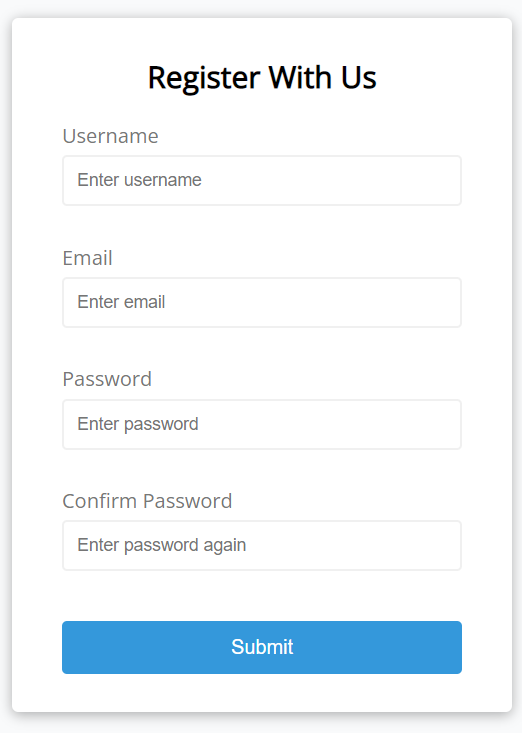 Register With Us
Username
Enter username
Email
Enter email
Password
Enter password
Confirm Password
Enter password again
Submit